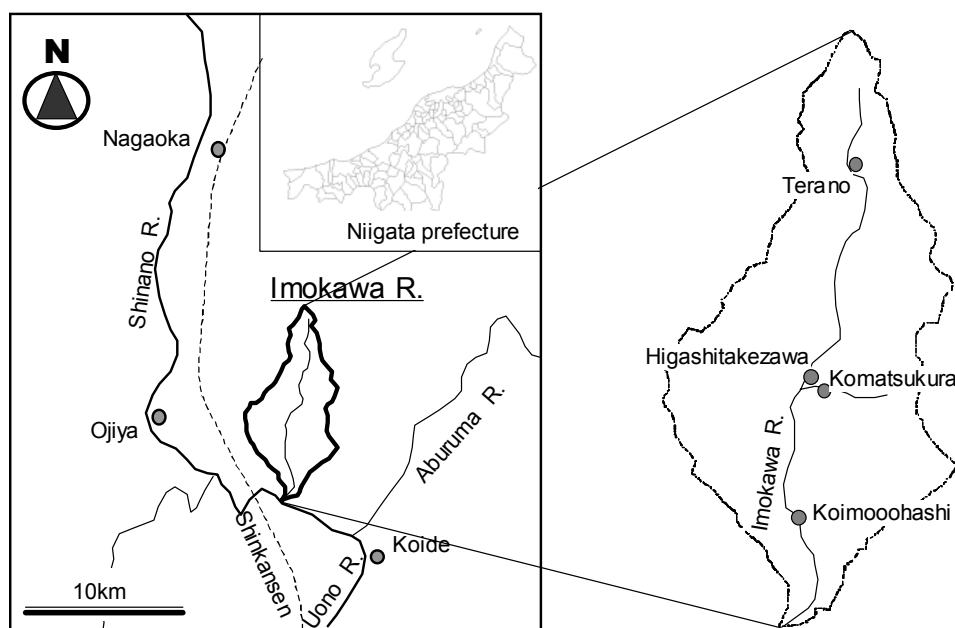 N
Nagaoka
Niigata prefecture
Shinano R.
Imokawa R.
Aburuma R.
Ojiya
Shinkansen
Uono R.
Koide
10km
Terano
Higashitakezawa
Komatsukura
Imokawa R.
Koimooohashi